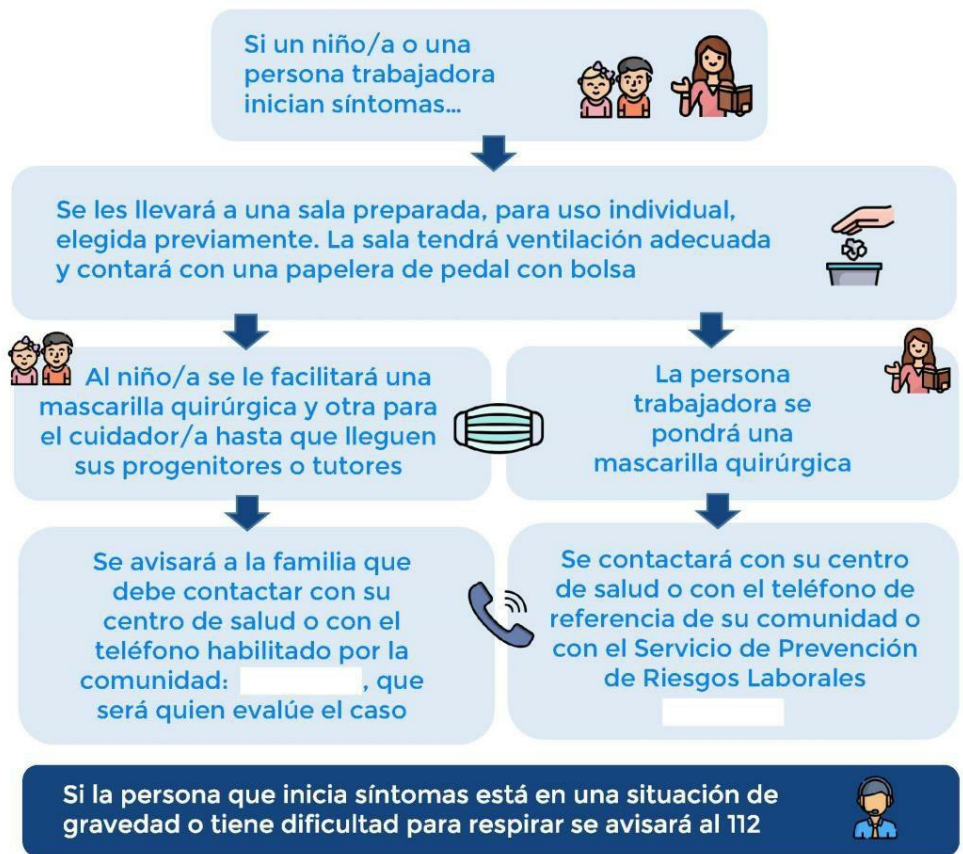 Si un niño/a o una
persona trabajadora
inician síntomas...
Se les llevará a una sala preparada, para uso individual,
elegida previamente. La sala tendrá ventilación adecuada
y contará con una papelera de pedal con bolsa
Al niño/a se le facilitará una
mascarilla quirúrgica y otra para
el cuidador/a hasta que lleguen
sus progenitores o tutores
La persona
trabajadora se
pondrá una
mascarilla quirúrgica
Se avisará a la familia que
debe contactar con su
centro de salud o con el
teléfono habilitado por la
comunidad: , que
será quien evalúe el caso
Se contactará con su centro
de salud o con el teléfono de
referencia de su comunidad o
con el Servicio de Prevención
de Riesgos Laborales
Si la persona que inicia síntomas está en una situación de
gravedad o tiene dificultad para respirar se avisará al 112